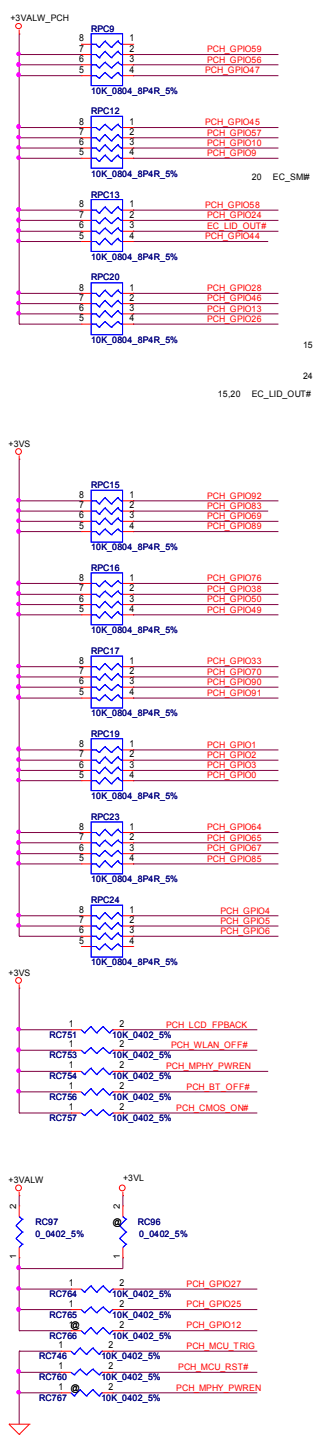 +3VALW_PCH
RPC9
8 1
7 2 PCH_GPIO59
6 3 PCH_GPIO56
5 4 PCH_GPIO47
10K_0804_8P4R_5%
RPC12
8 1 PCH_GPIO45
7 2 PCH_GPIO57
6 3 PCH_GPIO10
5 4 PCH_GPIO9
10K_0804_8P4R_5%
20 EC_SMI#
RPC13
8 1 PCH_GPIO58
7 2 PCH_GPIO24
6 3 EC_LID_OUT#
5 4 PCH_GPIO44
10K_0804_8P4R_5%
RPC20
8 1 PCH_GPIO28
7 2 PCH_GPIO46
6 3 PCH_GPIO13
5 4 PCH_GPIO26
10K_0804_8P4R_5%
15
24
15,20 EC_LID_OUT#
+3VS
RPC15
8 1 PCH_GPIO92
7 2 PCH_GPIO83
6 3 PCH_GPIO69
5 4 PCH_GPIO89
10K_0804_8P4R_5%
RPC16
8 1 PCH_GPIO76
7 2 PCH_GPIO38
6 3 PCH_GPIO50
5 4 PCH_GPIO49
10K_0804_8P4R_5%
RPC17
8 1 PCH_GPIO33
7 2 PCH_GPIO70
6 3 PCH_GPIO90
5 4 PCH_GPIO91
10K_0804_8P4R_5%
RPC19
8 1 PCH_GPIO1
7 2 PCH_GPIO2
6 3 PCH_GPIO3
5 4 PCH_GPIO0
10K_0804_8P4R_5%
RPC23
8 1 PCH_GPIO64
7 2 PCH_GPIO65
6 3 PCH_GPIO67
5 4 PCH_GPIO85
10K_0804_8P4R_5%
RPC24
8 1 PCH_GPIO4
7 2 PCH_GPIO5
6 3 PCH_GPIO6
5 4
10K_0804_8P4R_5%
+3VS
1 2 PCH_LCD_FPBACK
RC751 10K_0402_5%
1 2 PCH_WLAN_OFF#
RC753 10K_0402_5%
1 2 PCH_MPHY_PWREN
RC754 10K_0402_5%
1 2 PCH_BT_OFF#
RC756 10K_0402_5%
1 2 PCH_CMOS_ON#
RC757 10K_0402_5%
+3VALW +3VL
2 2
RC97 @ RC96
0_0402_5% 0_0402_5%
1 1
1 2 PCH_GPIO27
RC764 10K_0402_5%
1 2 PCH_GPIO25
RC765 10K_0402_5%
1 @ 2 PCH_GPIO12
RC766 10K_0402_5%
1 2 PCH_MCU_TRIG
RC746 10K_0402_5%
1 2 PCH_MCU_RST#
RC760 10K_0402_5%
1 @ 2 PCH_MPHY_PWREN
RC767 10K_0402_5%